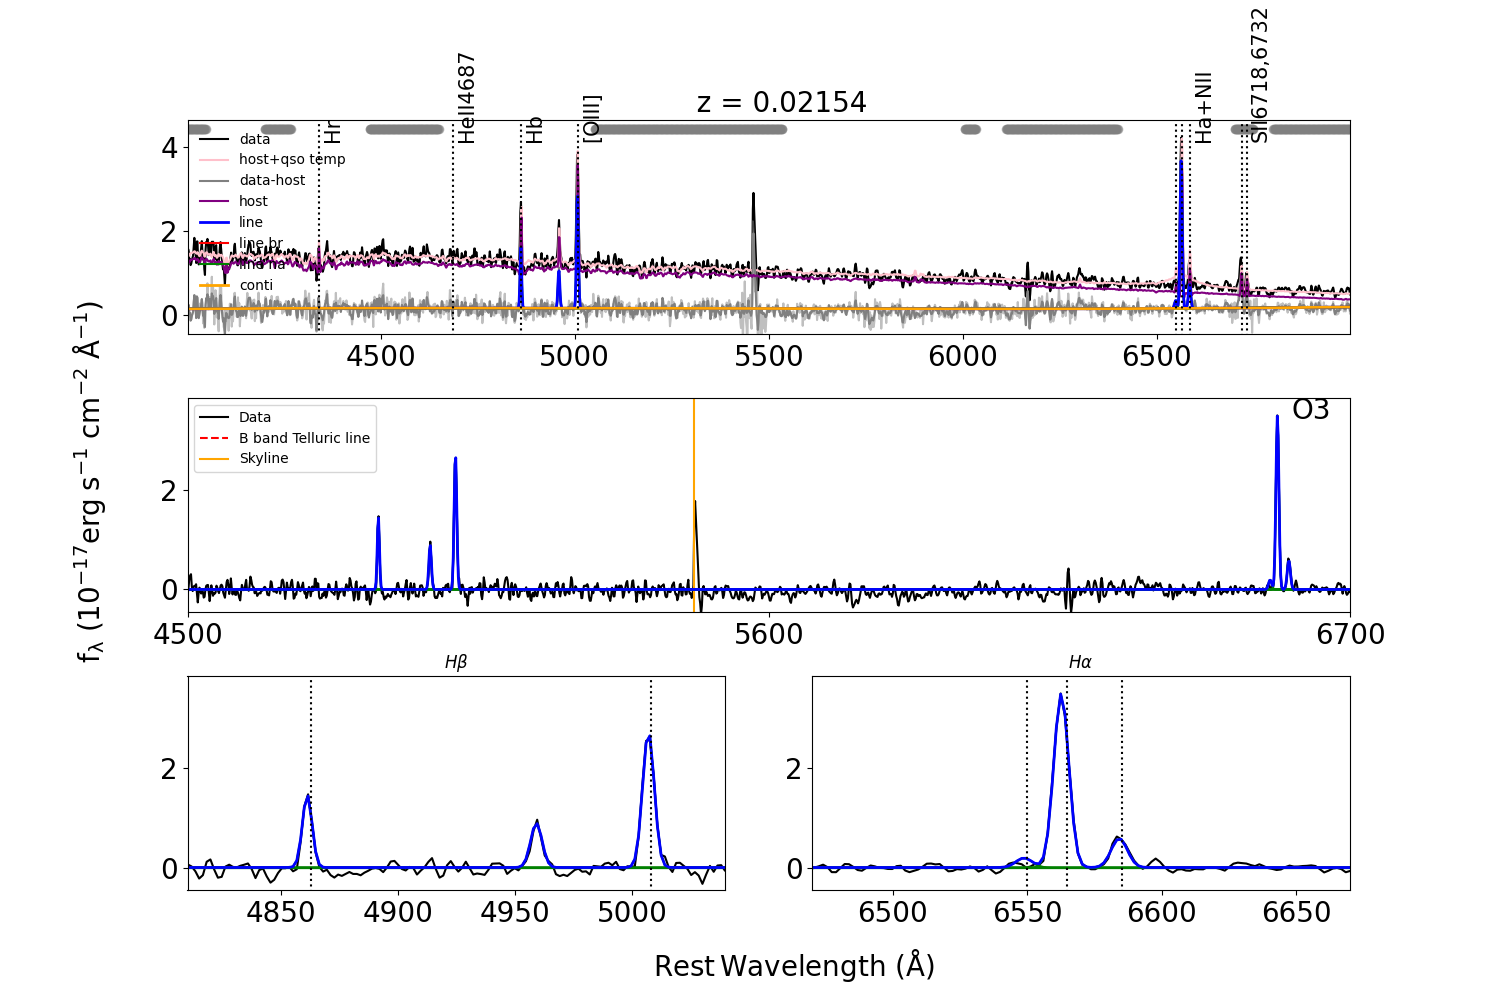 z = 0.02154
Hr
HeII4687
Hb
[OIII]
Ha+NII
SII6718,6732
data
host+qso temp
data-host
host
line
line br
line na
conti
4
2
0
4500
5000
5500
6000
6500
fλ (10⁻¹⁷erg s⁻¹ cm⁻² Å⁻¹)
Data
B band Telluric line
Skyline
O3
2
0
4500
5600
6700
Hβ
2
0
4850
4900
4950
5000
Hα
2
0
6500
6550
6600
6650
Rest Wavelength (Å)